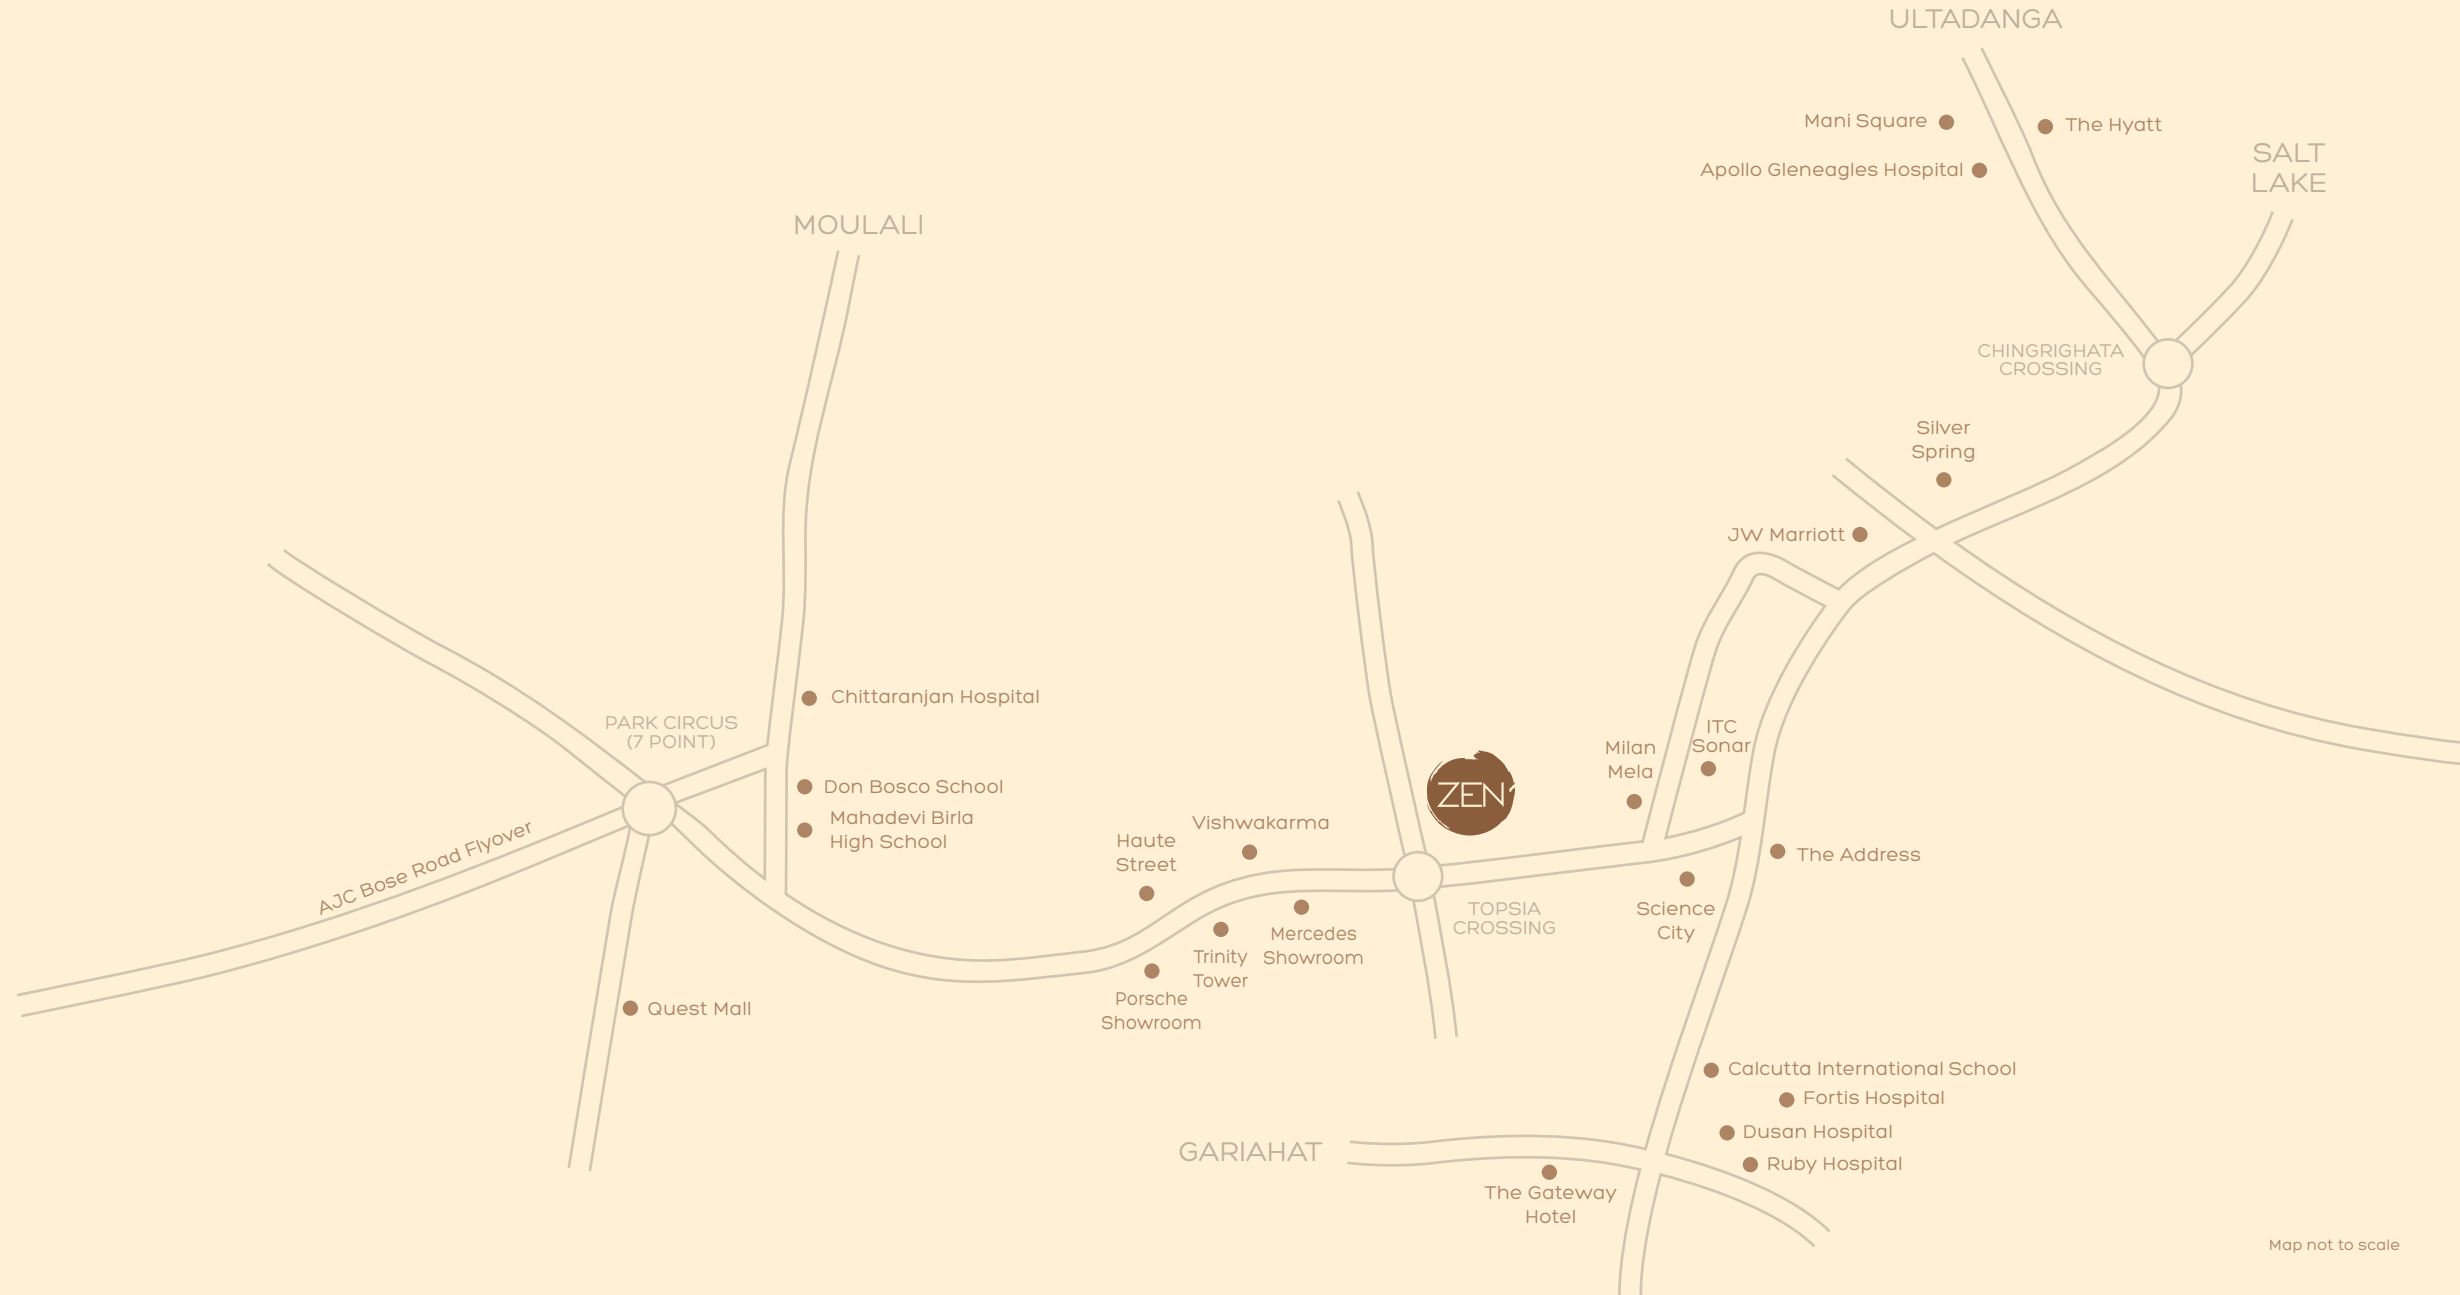 ULTADANGA
Mani Square
The Hyatt
Apollo Gleneagles Hospital
SALT
LAKE
MOULALI
CHINGRIGHATA
CROSSING
Silver
Spring
JW Marriott
Chittaranjan Hospital
PARK CIRCUS
(7 POINT)
ITC
Sonar
Milan
Mela
ZEN
Don Bosco School
Mahadevi Birla
High School
Vishwakarma
Haute
Street
AJC Bose Road Flyover
The Address
TOPSIA
CROSSING
Science
City
Mercedes
Showroom
Trinity
Tower
Porsche
Showroom
Quest Mall
Calcutta International School
Fortis Hospital
Dusan Hospital
GARIAHAT
Ruby Hospital
The Gateway
Hotel
Map not to scale